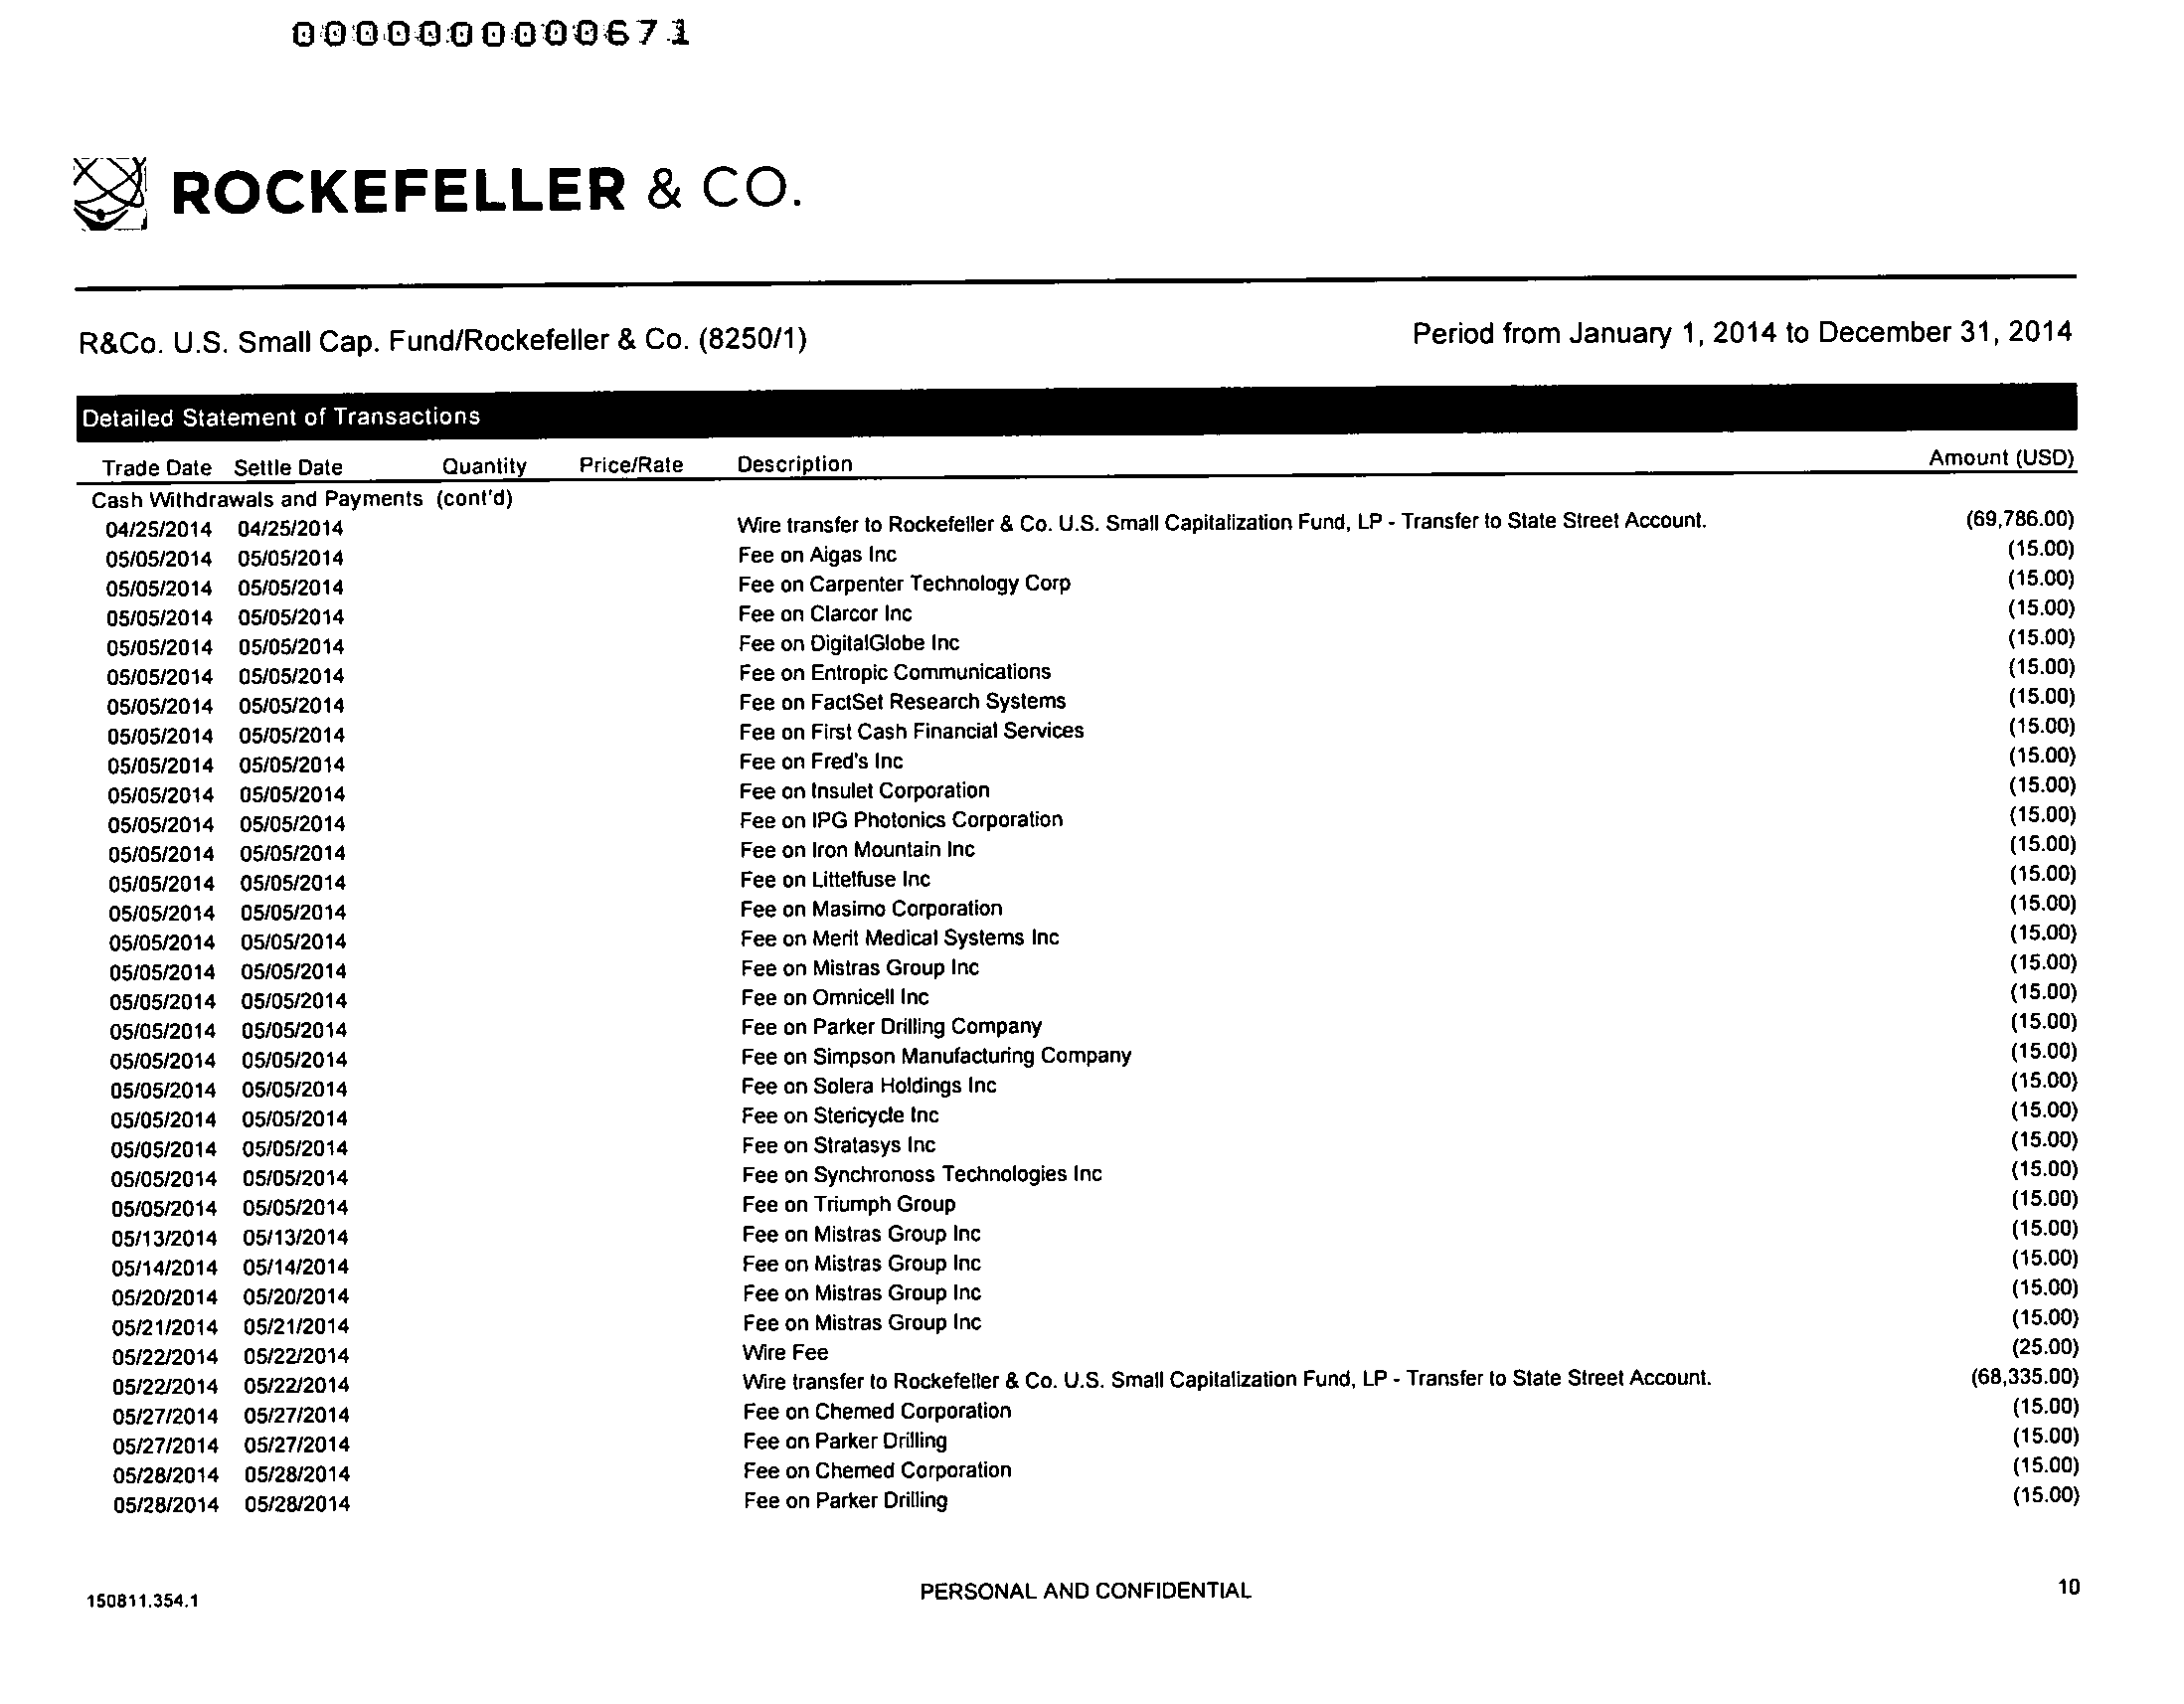 0000000000671
ROCKEFELLER & CO.
R&Co. U.S. Small Cap. Fund/Rockefeller & Co. (8250/1) Period from January 1, 2014 to December 31, 2014
Detailed Statement of Transactions
Trade Date Settle Date Quantity Price/Rate Description Amount (USD)
Cash Withdrawals and Payments (cont'd)
04/25/2014 04/25/2014 Wire transfer to Rockefeller & Co. U.S. Small Capitalization Fund, LP - Transfer to State Street Account. (69,786.00)
05/05/2014 05/05/2014 Fee on Aigas Inc (15.00)
05/05/2014 05/05/2014 Fee on Carpenter Technology Corp (15.00)
05/05/2014 05/05/2014 Fee on Clarcor Inc (15.00)
05/05/2014 05/05/2014 Fee on DigitalGlobe Inc (15.00)
05/05/2014 05/05/2014 Fee on Entropic Communications (15.00)
05/05/2014 05/05/2014 Fee on FactSet Research Systems (15.00)
05/05/2014 05/05/2014 Fee on First Cash Financial Services (15.00)
05/05/2014 05/05/2014 Fee on Fred's Inc (15.00)
05/05/2014 05/05/2014 Fee on Insulet Corporation (15.00)
05/05/2014 05/05/2014 Fee on IPG Photonics Corporation (15.00)
05/05/2014 05/05/2014 Fee on Iron Mountain Inc (15.00)
05/05/2014 05/05/2014 Fee on Littelfuse Inc (15.00)
05/05/2014 05/05/2014 Fee on Masimo Corporation (15.00)
05/05/2014 05/05/2014 Fee on Merit Medical Systems Inc (15.00)
05/05/2014 05/05/2014 Fee on Mistras Group Inc (15.00)
05/05/2014 05/05/2014 Fee on Omnicell Inc (15.00)
05/05/2014 05/05/2014 Fee on Parker Drilling Company (15.00)
05/05/2014 05/05/2014 Fee on Simpson Manufacturing Company (15.00)
05/05/2014 05/05/2014 Fee on Solera Holdings Inc (15.00)
05/05/2014 05/05/2014 Fee on Stericycle Inc (15.00)
05/05/2014 05/05/2014 Fee on Stratasys Inc (15.00)
05/05/2014 05/05/2014 Fee on Synchronoss Technologies Inc (15.00)
05/05/2014 05/05/2014 Fee on Triumph Group (15.00)
05/13/2014 05/13/2014 Fee on Mistras Group Inc (15.00)
05/14/2014 05/14/2014 Fee on Mistras Group Inc (15.00)
05/20/2014 05/20/2014 Fee on Mistras Group Inc (15.00)
05/21/2014 05/21/2014 Fee on Mistras Group Inc (15.00)
05/22/2014 05/22/2014 Wire Fee (25.00)
05/22/2014 05/22/2014 Wire transfer to Rockefeller & Co. U.S. Small Capitalization Fund, LP - Transfer to State Street Account. (68,335.00)
05/27/2014 05/27/2014 Fee on Chemed Corporation (15.00)
05/27/2014 05/27/2014 Fee on Parker Drilling (15.00)
05/28/2014 05/28/2014 Fee on Chemed Corporation (15.00)
05/28/2014 05/28/2014 Fee on Parker Drilling (15.00)
150811.354.1 PERSONAL AND CONFIDENTIAL 10